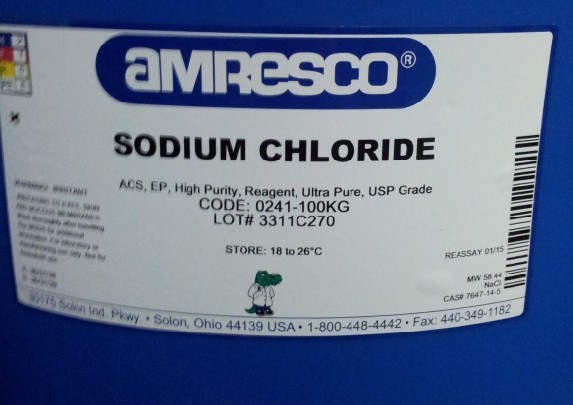 aMResco®
SODIUM CHLORIDE
ACS, EP, High Purity, Reagent, Ultra Pure, USP Grade
CODE: 0241-100KG
LOT# 3311C270
STORE: 18 to 26°C
REASSAY 01/15
MW 58.44
NaCl
CAS# 7647-14-5
WARNING! IRRITANT
30175 Solon Ind. Pkwy. • Solon, Ohio 44139 USA • 1-800-448-4442 • Fax: 440-349-1182